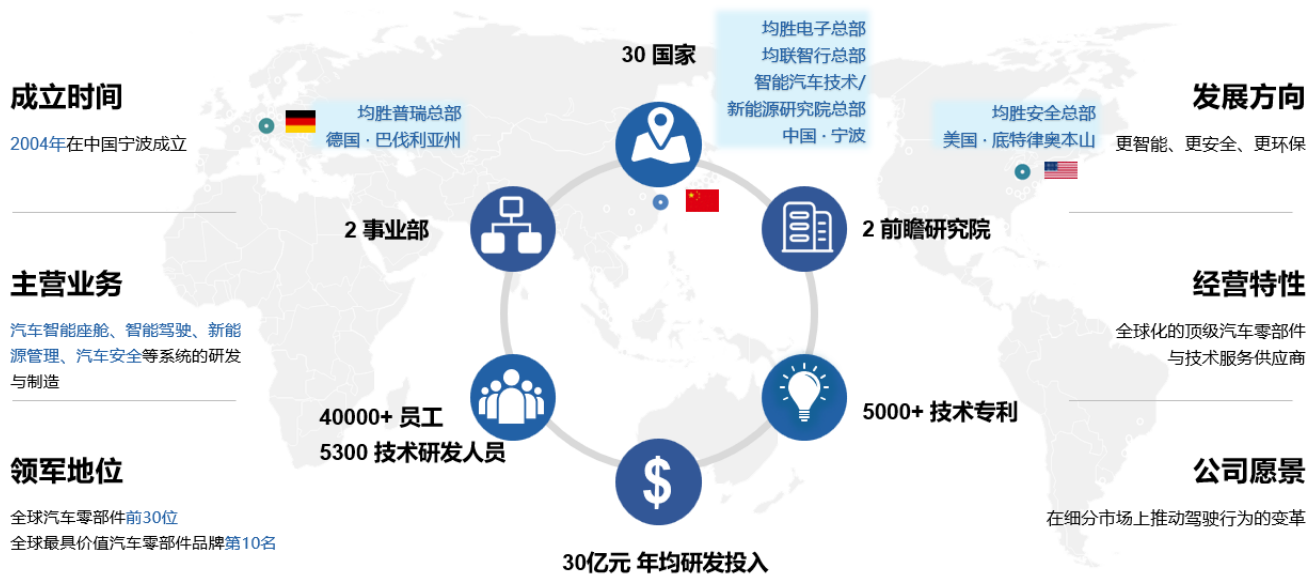 成立时间
2004年在中国宁波成立
主营业务
汽车智能座舱、智能驾驶、新能
源管理、汽车安全等系统的研发
与制造
领军地位
全球汽车零部件前30位
全球最具价值汽车零部件品牌第10名
均胜普瑞总部
德国·巴伐利亚州
30 国家
均胜电子总部
均联智行总部
智能汽车技术/
新能源研究院总部
中国·宁波
均胜安全总部
美国·底特律奥本山
2 事业部
2 前瞻研究院
40000+ 员工
5300 技术研发人员
5000+ 技术专利
$
30亿元 年均研发投入
发展方向
更智能、更安全、更环保
经营特性
全球化的顶级汽车零部件
与技术服务供应商
公司愿景
在细分市场上推动驾驶行为的变革